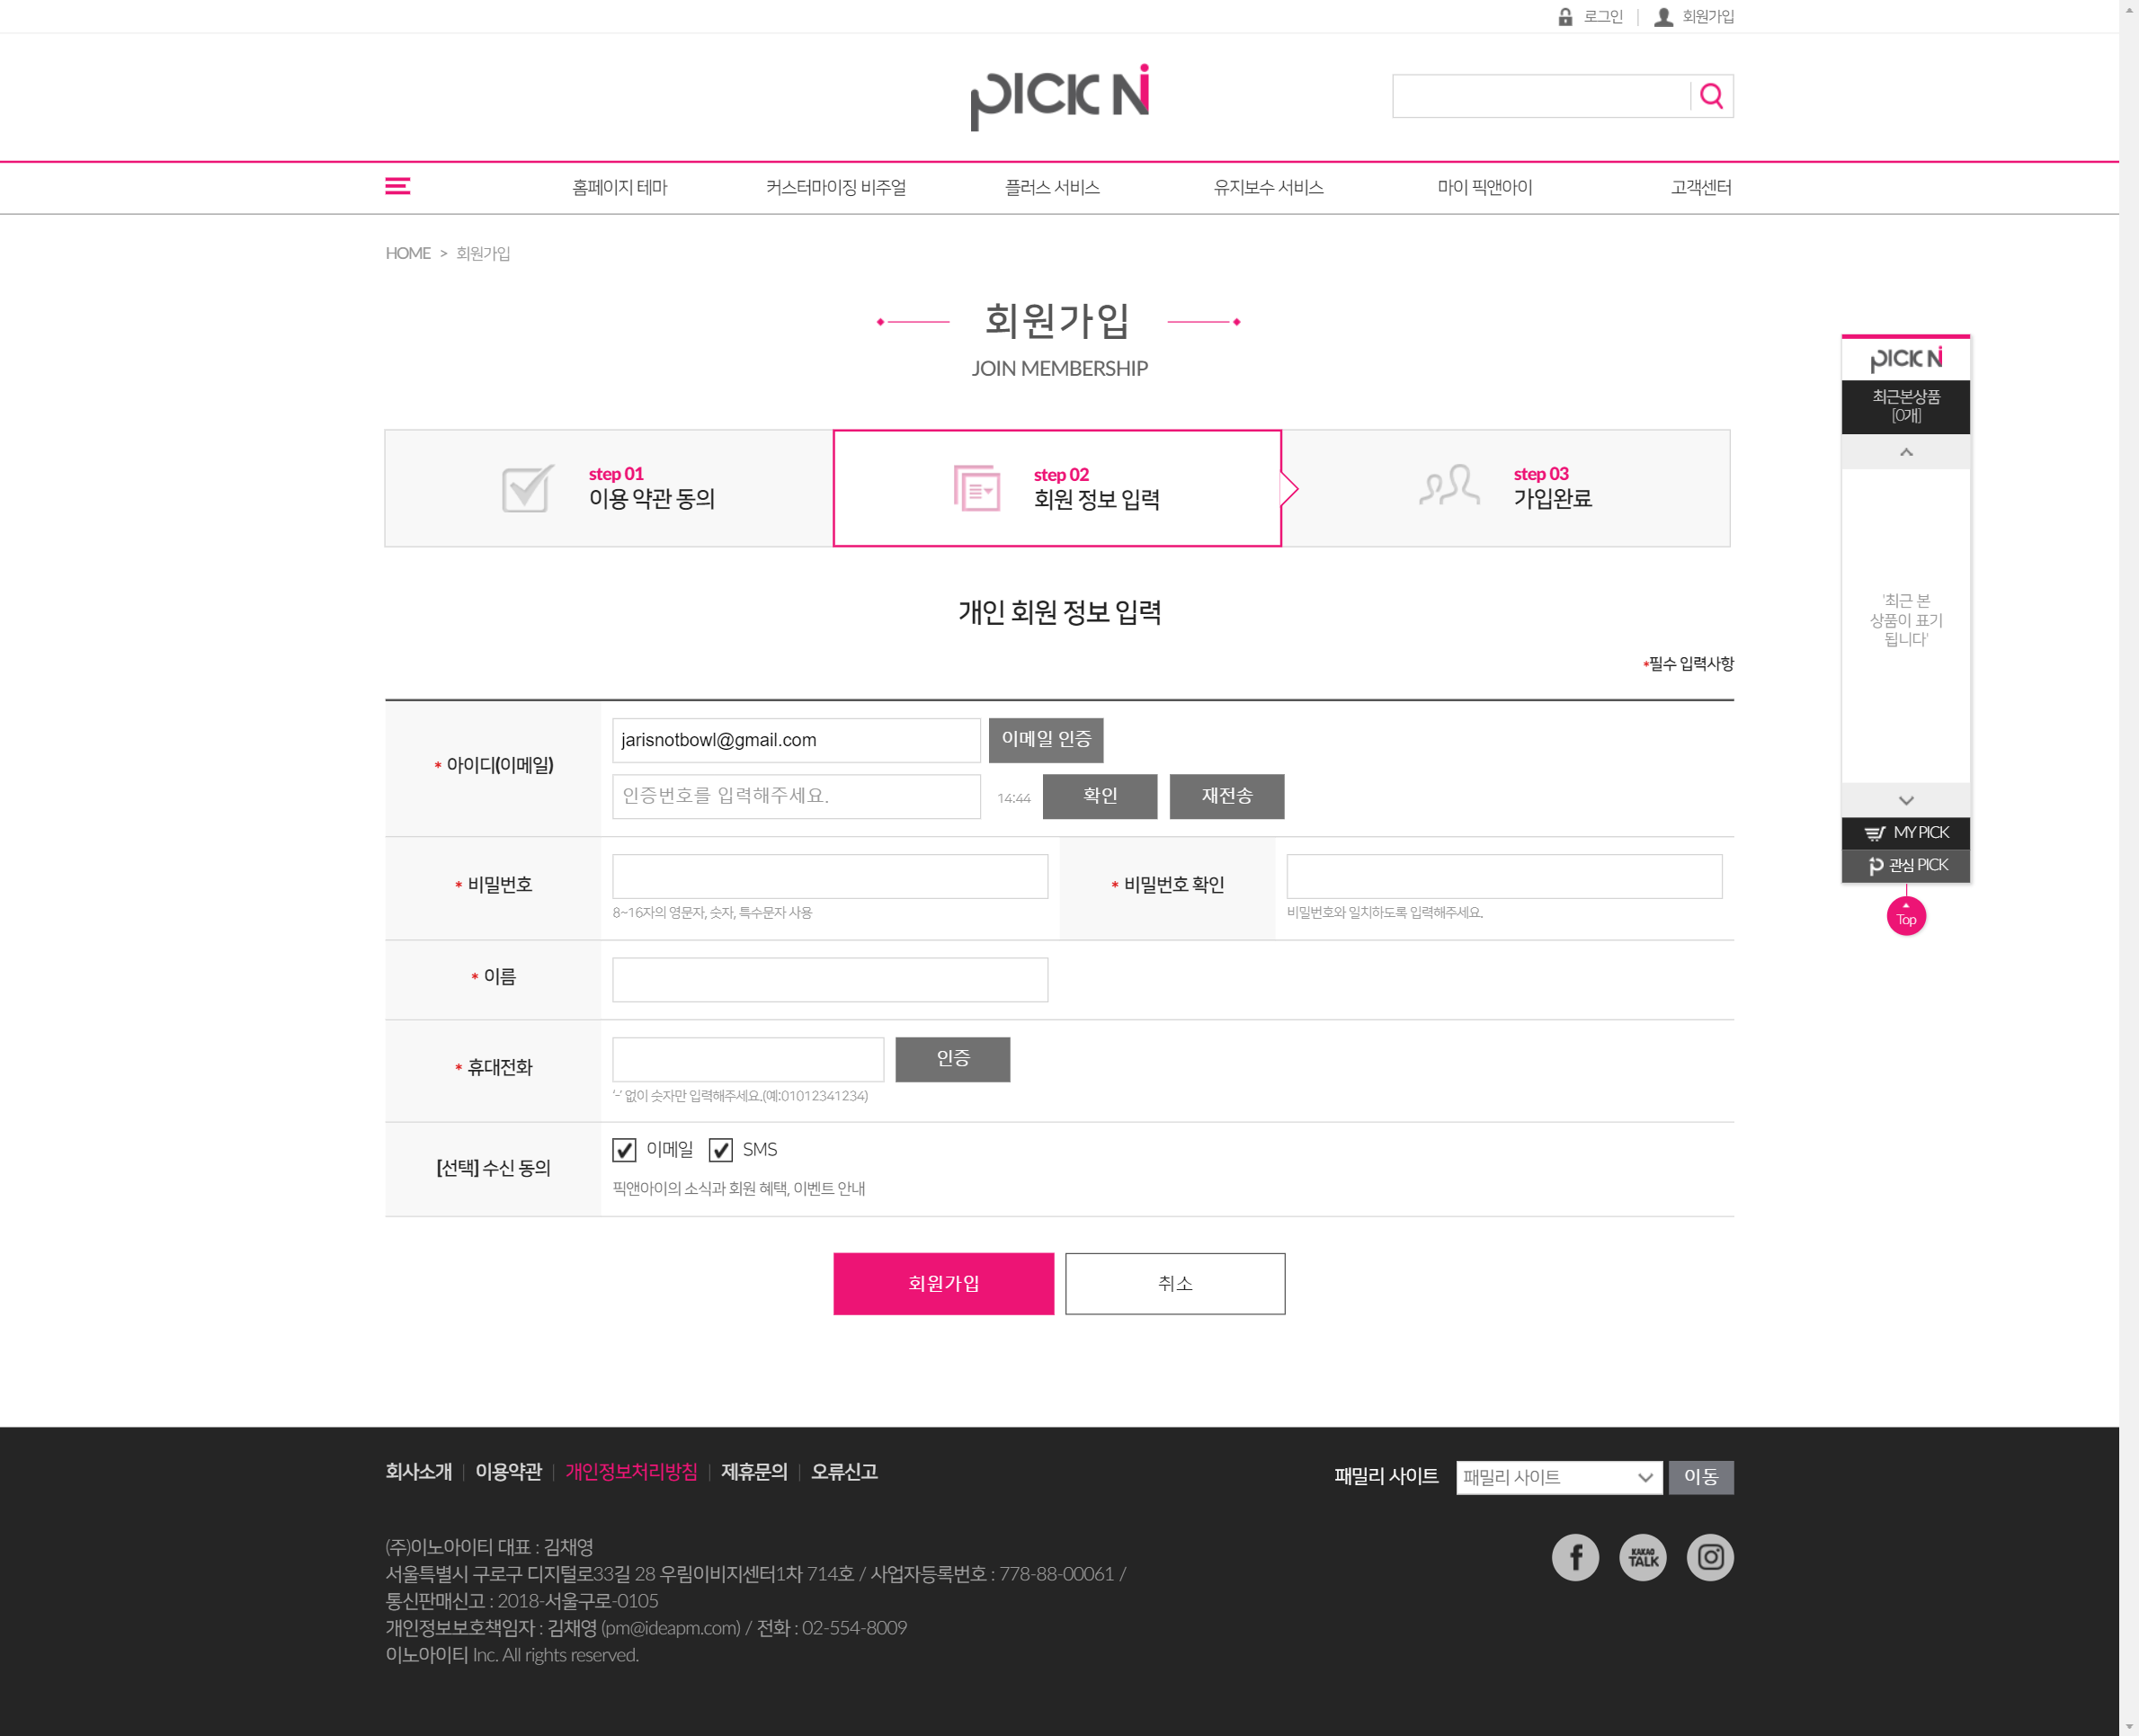 로그인
회원가입
PICK N i
홈페이지 테마
커스터마이징 비주얼
플러스 서비스
유지보수 서비스
마이 픽앤아이
고객센터
HOME > 회원가입
회원가입
JOIN MEMBERSHIP
step 01
이용 약관 동의
step 02
회원 정보 입력
step 03
가입완료
개인 회원 정보 입력
*필수 입력사항
* 아이디(이메일)
jarisnotbowl@gmail.com
이메일 인증
인증번호를 입력해주세요.
14:44
확인
재전송
* 비밀번호
8~16자의 영문자, 숫자, 특수문자 사용
* 비밀번호 확인
비밀번호와 일치하도록 입력해주세요.
* 이름
* 휴대전화
인증
'-' 없이 숫자만 입력해주세요.(예:01012341234)
[선택] 수신 동의
이메일
SMS
픽앤아이의 소식과 회원 혜택, 이벤트 안내
회원가입
취소
PICK N i
최근본상품
[0개]
'최근 본
상품이 표기
됩니다'
MY PICK
관심 PICK
Top
회사소개
이용약관
개인정보처리방침
제휴문의
오류신고
패밀리 사이트
패밀리 사이트
이동
(주)이노아이티 대표 : 김채영
서울특별시 구로구 디지털로33길 28 우림이비지센터1차 714호 / 사업자등록번호 : 778-88-00061 /
통신판매신고 : 2018-서울구로-0105
개인정보보호책임자 : 김채영 (pm@ideapm.com) / 전화 : 02-554-8009
이노아이티 Inc. All rights reserved.
f
KAKAO
TALK